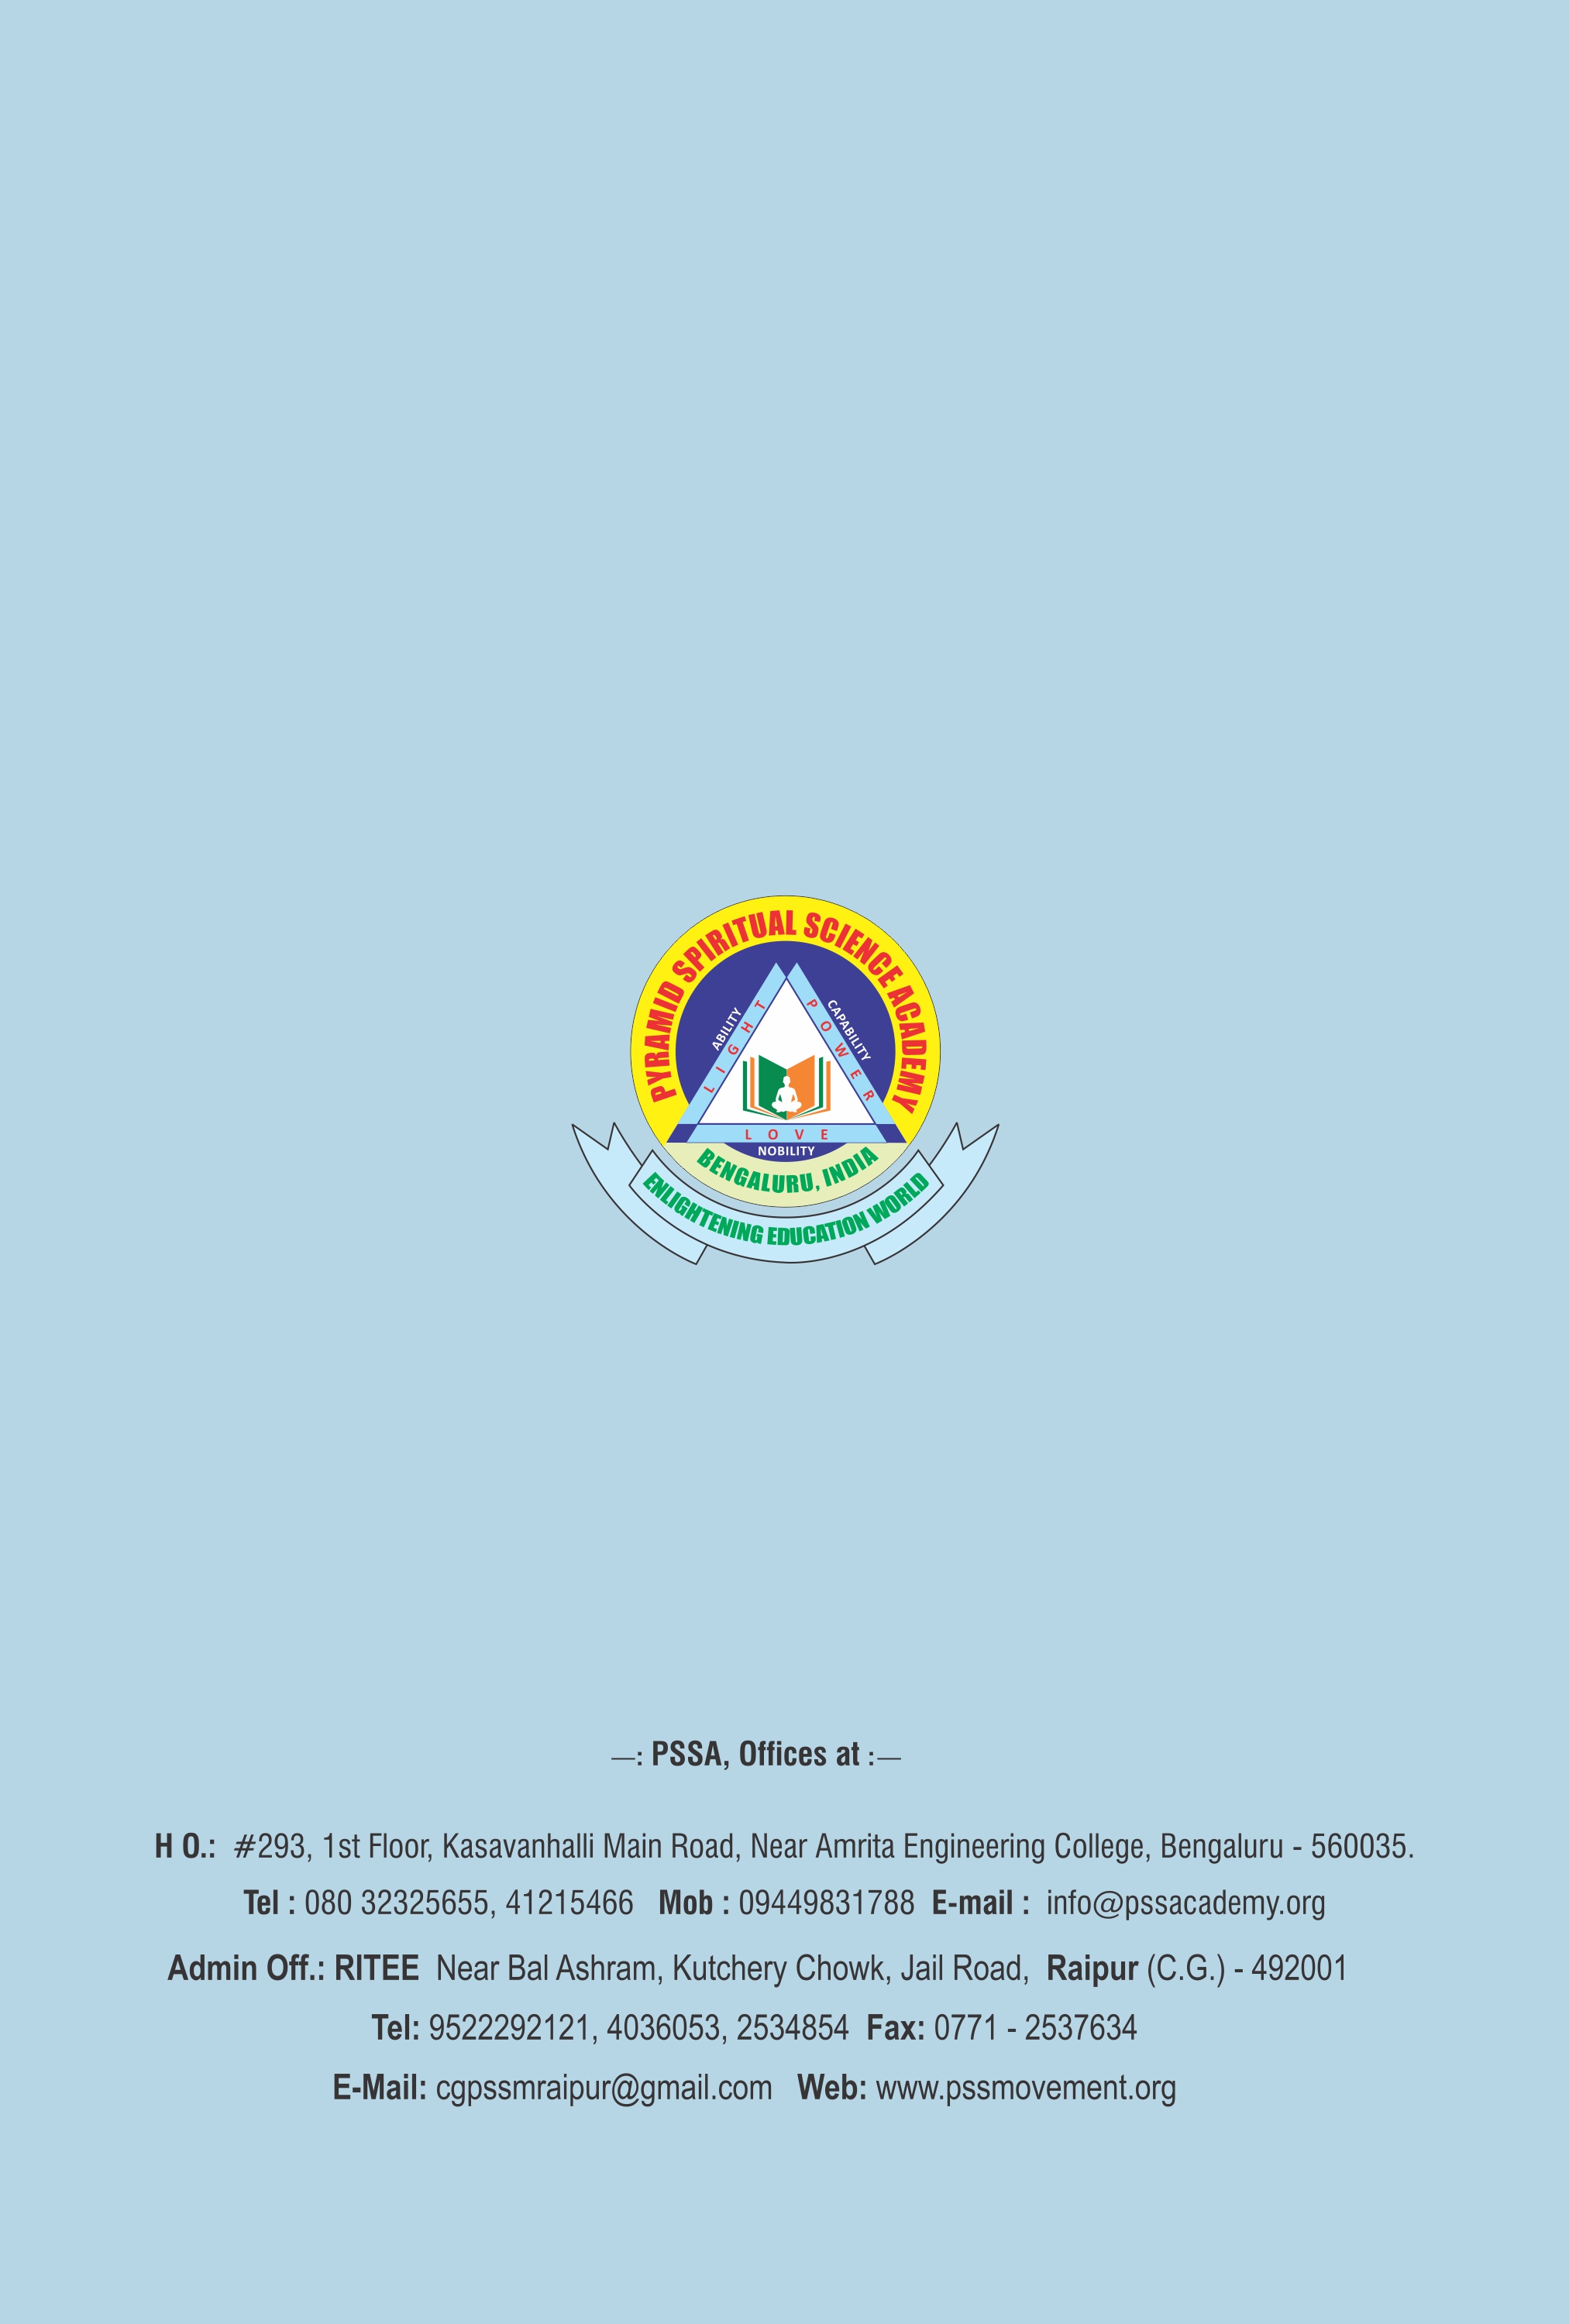 PYRAMID SPIRITUAL SCIENCE ACADEMY
ABILITY
CAPABILITY
LIGHT
POWER
LOVE
NOBILITY
BENGALURU, INDIA
ENLIGHTENING EDUCATION WORLD
—: PSSA, Offices at :—
H O.: #293, 1st Floor, Kasavanhalli Main Road, Near Amrita Engineering College, Bengaluru - 560035.
Tel : 080 32325655, 41215466 Mob : 09449831788 E-mail : info@pssacademy.org
Admin Off.: RITEE Near Bal Ashram, Kutchery Chowk, Jail Road, Raipur (C.G.) - 492001
Tel: 9522292121, 4036053, 2534854 Fax: 0771 - 2537634
E-Mail: cgpssmraipur@gmail.com Web: www.pssmovement.org